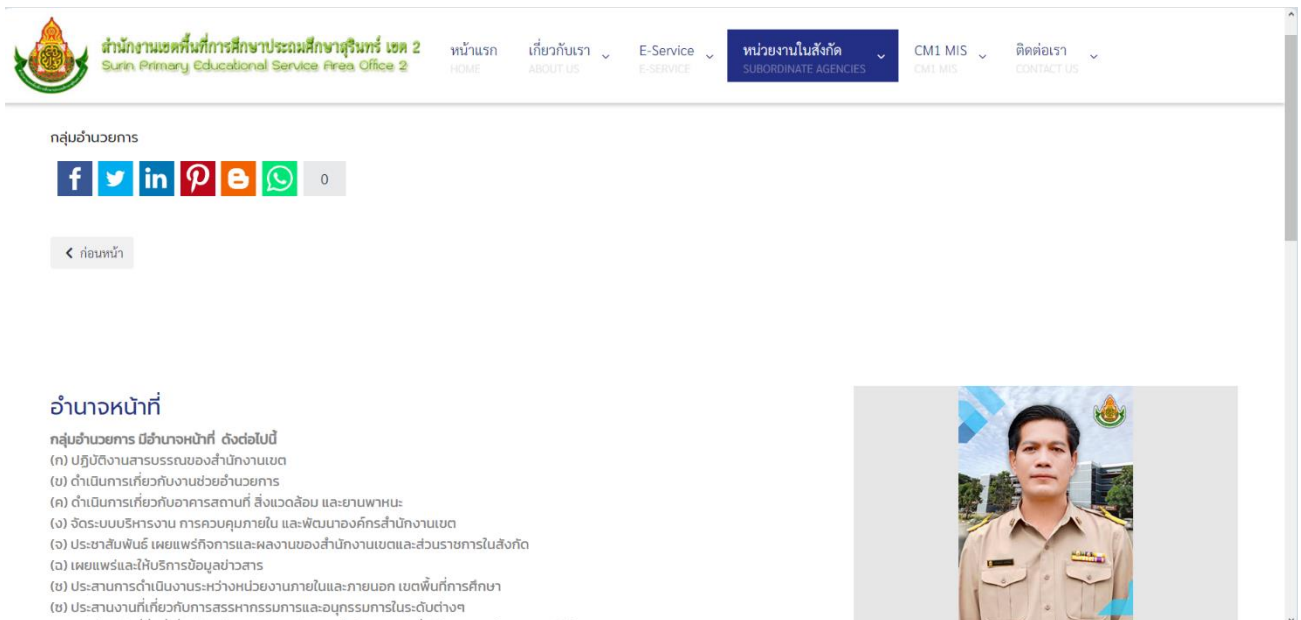 สำนักงานเขตพื้นที่การศึกษาประถมศึกษาสุรินทร์ เขต 2
Surin Primary Educational Service Area Office 2
หน้าแรก
HOME
เกี่ยวกับเรา
ABOUT US
E-Service
E-SERVICE
หน่วยงานในสังกัด
SUBORDINATE AGENCIES
CM1 MIS
CM1 MIS
ติดต่อเรา
CONTACT US
กลุ่มอำนวยการ
0
ก่อนหน้า
อำนาจหน้าที่
กลุ่มอำนวยการ มีอำนาจหน้าที่ ดังต่อไปนี้
(ก) ปฏิบัติงานสารบรรณของสำนักงานเขต
(ข) ดำเนินการเกี่ยวกับงานช่วยอำนวยการ
(ค) ดำเนินการเกี่ยวกับอาคารสถานที่ สิ่งแวดล้อม และยานพาหนะ
(ง) จัดระบบบริหารงาน การควบคุมภายใน และพัฒนาองค์กรสำนักงานเขต
(จ) ประชาสัมพันธ์ เผยแพร่กิจการและผลงานของสำนักงานเขตและส่วนราชการในสังกัด
(ฉ) เผยแพร่และให้บริการข้อมูลข่าวสาร
(ช) ประสานการดำเนินงานระหว่างหน่วยงานภายในและภายนอก เขตพื้นที่การศึกษา
(ซ) ประสานงานที่เกี่ยวกับการสรรหากรรมการและอนุกรรมการในระดับต่างๆ